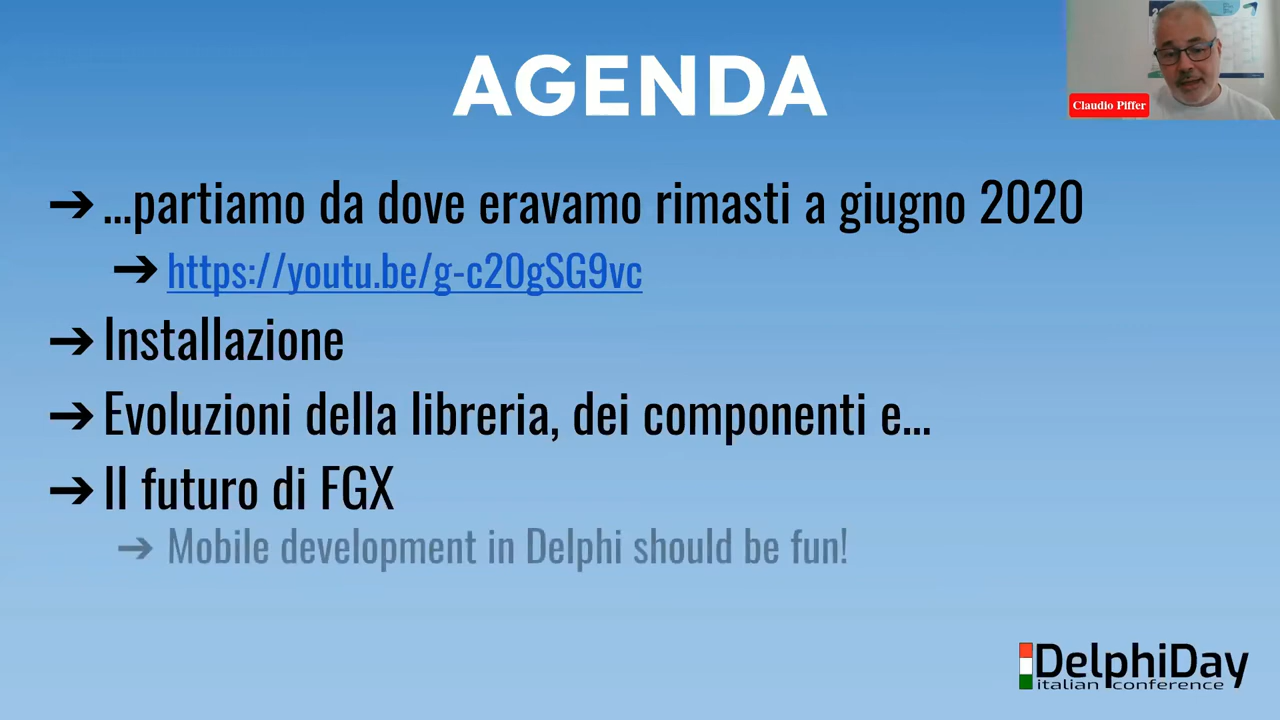 AGENDA
Claudio Piffer
➔ ...partiamo da dove eravamo rimasti a giugno 2020
➔ https://youtu.be/g-c20gSG9vc
➔ Installazione
➔ Evoluzioni della libreria, dei componenti e...
➔ Il futuro di FGX
➔ Mobile development in Delphi should be fun!
DelphiDay
italian conference